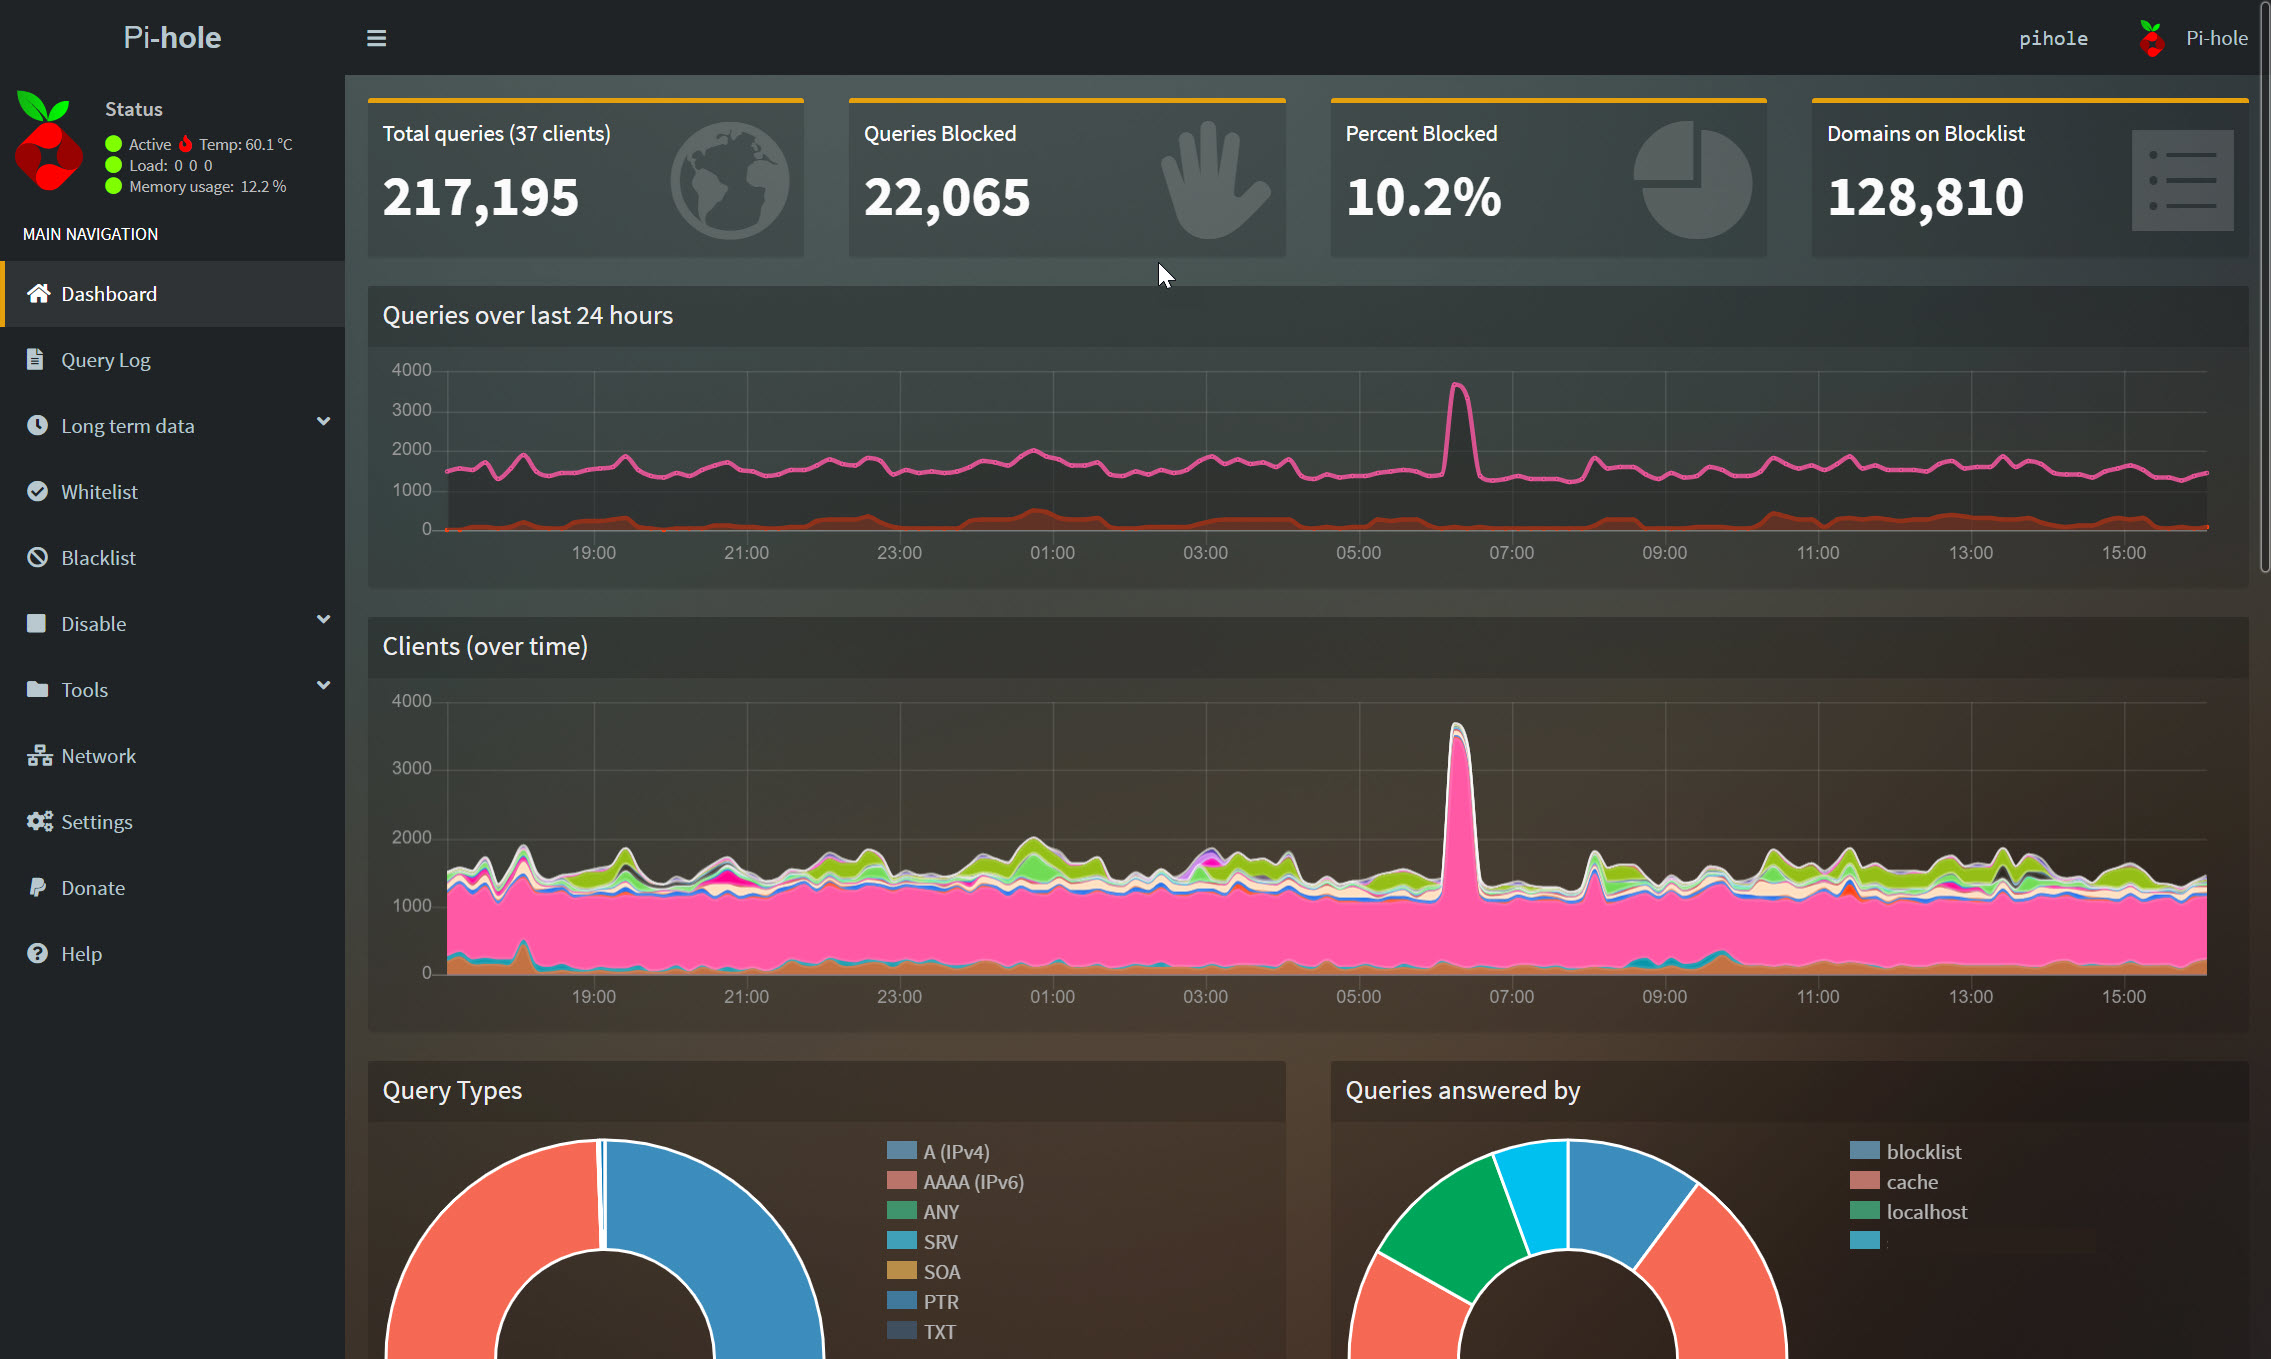 Pi-hole
pihole
Pi-hole
Status
Active Temp: 60.1 °C
Load: 0 0 0
Memory usage: 12.2 %
MAIN NAVIGATION
Dashboard
Query Log
Long term data
Whitelist
Blacklist
Disable
Tools
Network
Settings
Donate
Help
Total queries (37 clients)
217,195
Queries Blocked
22,065
Percent Blocked
10.2%
Domains on Blocklist
128,810
Queries over last 24 hours
4000
3000
2000
1000
0
19:00 21:00 23:00 01:00 03:00 05:00 07:00 09:00 11:00 13:00 15:00
Clients (over time)
4000
3000
2000
1000
0
19:00 21:00 23:00 01:00 03:00 05:00 07:00 09:00 11:00 13:00 15:00
Query Types
A (IPv4)
AAAA (IPv6)
ANY
SRV
SOA
PTR
TXT
Queries answered by
blocklist
cache
localhost